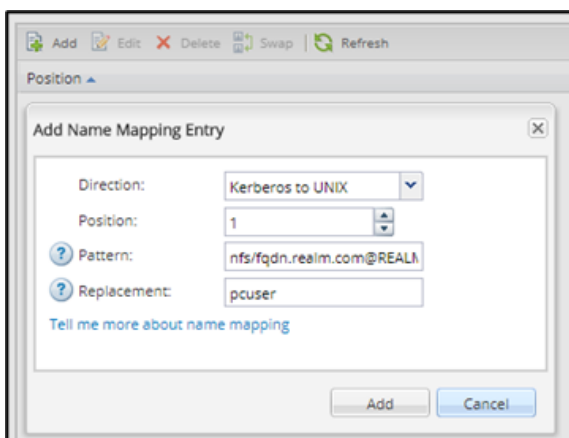 Add Edit Delete Swap Refresh
Position
Add Name Mapping Entry
Direction: Kerberos to UNIX
Position: 1
? Pattern: nfs/fqdn.realm.com@REALM
? Replacement: pcuser
Tell me more about name mapping
Add Cancel